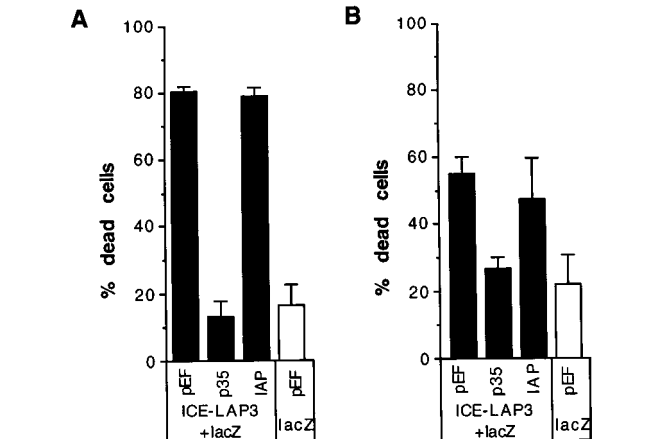 A
100
80
60
40
20
0
% dead cells
pEF
p35
IAP
pEF
ICE-LAP3
+lacZ
lacZ
B
100
80
60
40
20
0
% dead cells
pEF
p35
IAP
pEF
ICE-LAP3
+lacZ
lacZ